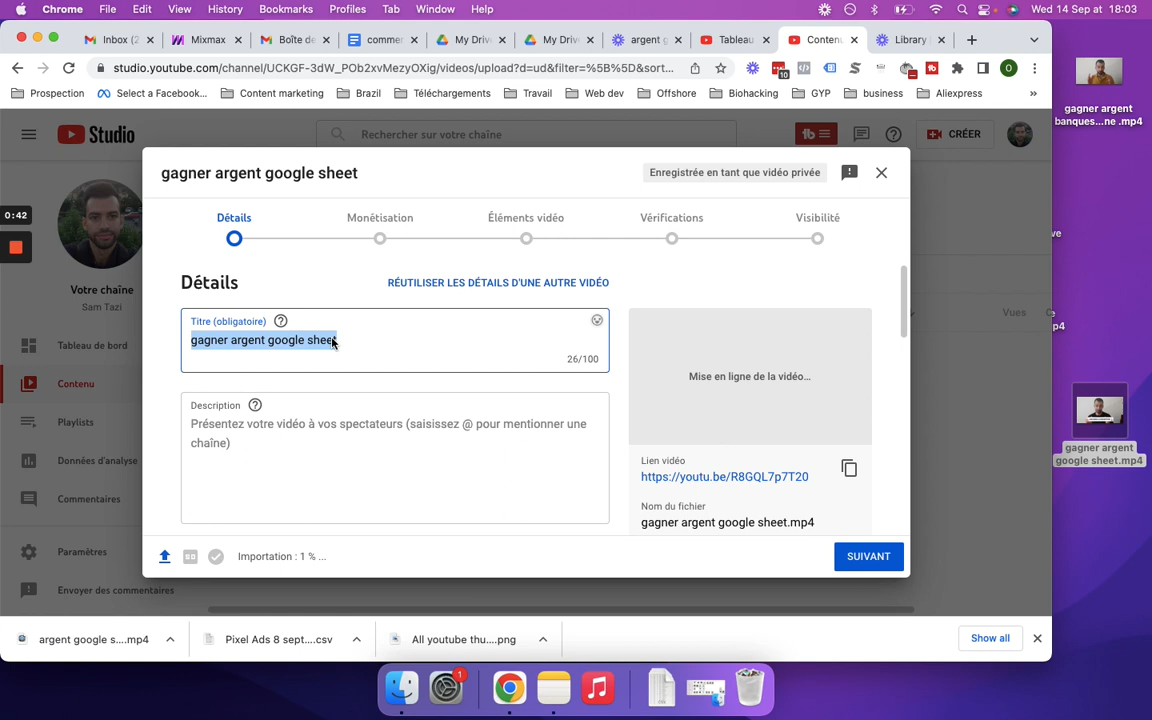 Chrome File Edit View History Bookmarks Profiles Tab Window Help Wed 14 Sep at 18:03
Inbox (2 Mixmax Boîte de commer My Driv My Driv argent g Tableau Conten Library
studio.youtube.com/channel/UCKGF-3dW_POb2xvMezyOXig/videos/upload?d=ud&filter=%5B%5D&sort...
Prospection Select a Facebook... Content marketing Brazil Téléchargements Travail Web dev Offshore Biohacking GYP business Aliexpress »
gagner argent
banques...ne .mp4
Studio
Rechercher sur votre chaîne
CRÉER
gagner argent google sheet
Enregistrée en tant que vidéo privée
0:42
Détails Monétisation Éléments vidéo Vérifications Visibilité
Votre chaîne
Sam Tazi
Détails
RÉUTILISER LES DÉTAILS D'UNE AUTRE VIDÉO
Titre (obligatoire)
gagner argent google sheet
26/100
Mise en ligne de la vidéo...
Vues
Tableau de bord
Contenu
Playlists
Données d'analyse
Commentaires
Paramètres
Envoyer des commentaires
Description
Présentez votre vidéo à vos spectateurs (saisissez @ pour mentionner une
chaîne)
Lien vidéo
https://youtu.be/R8GQL7p7T20
Nom du fichier
gagner argent google sheet.mp4
gagner argent
google sheet.mp4
Importation : 1 % ...
SUIVANT
argent google s....mp4 Pixel Ads 8 sept....csv All youtube thu....png Show all
1